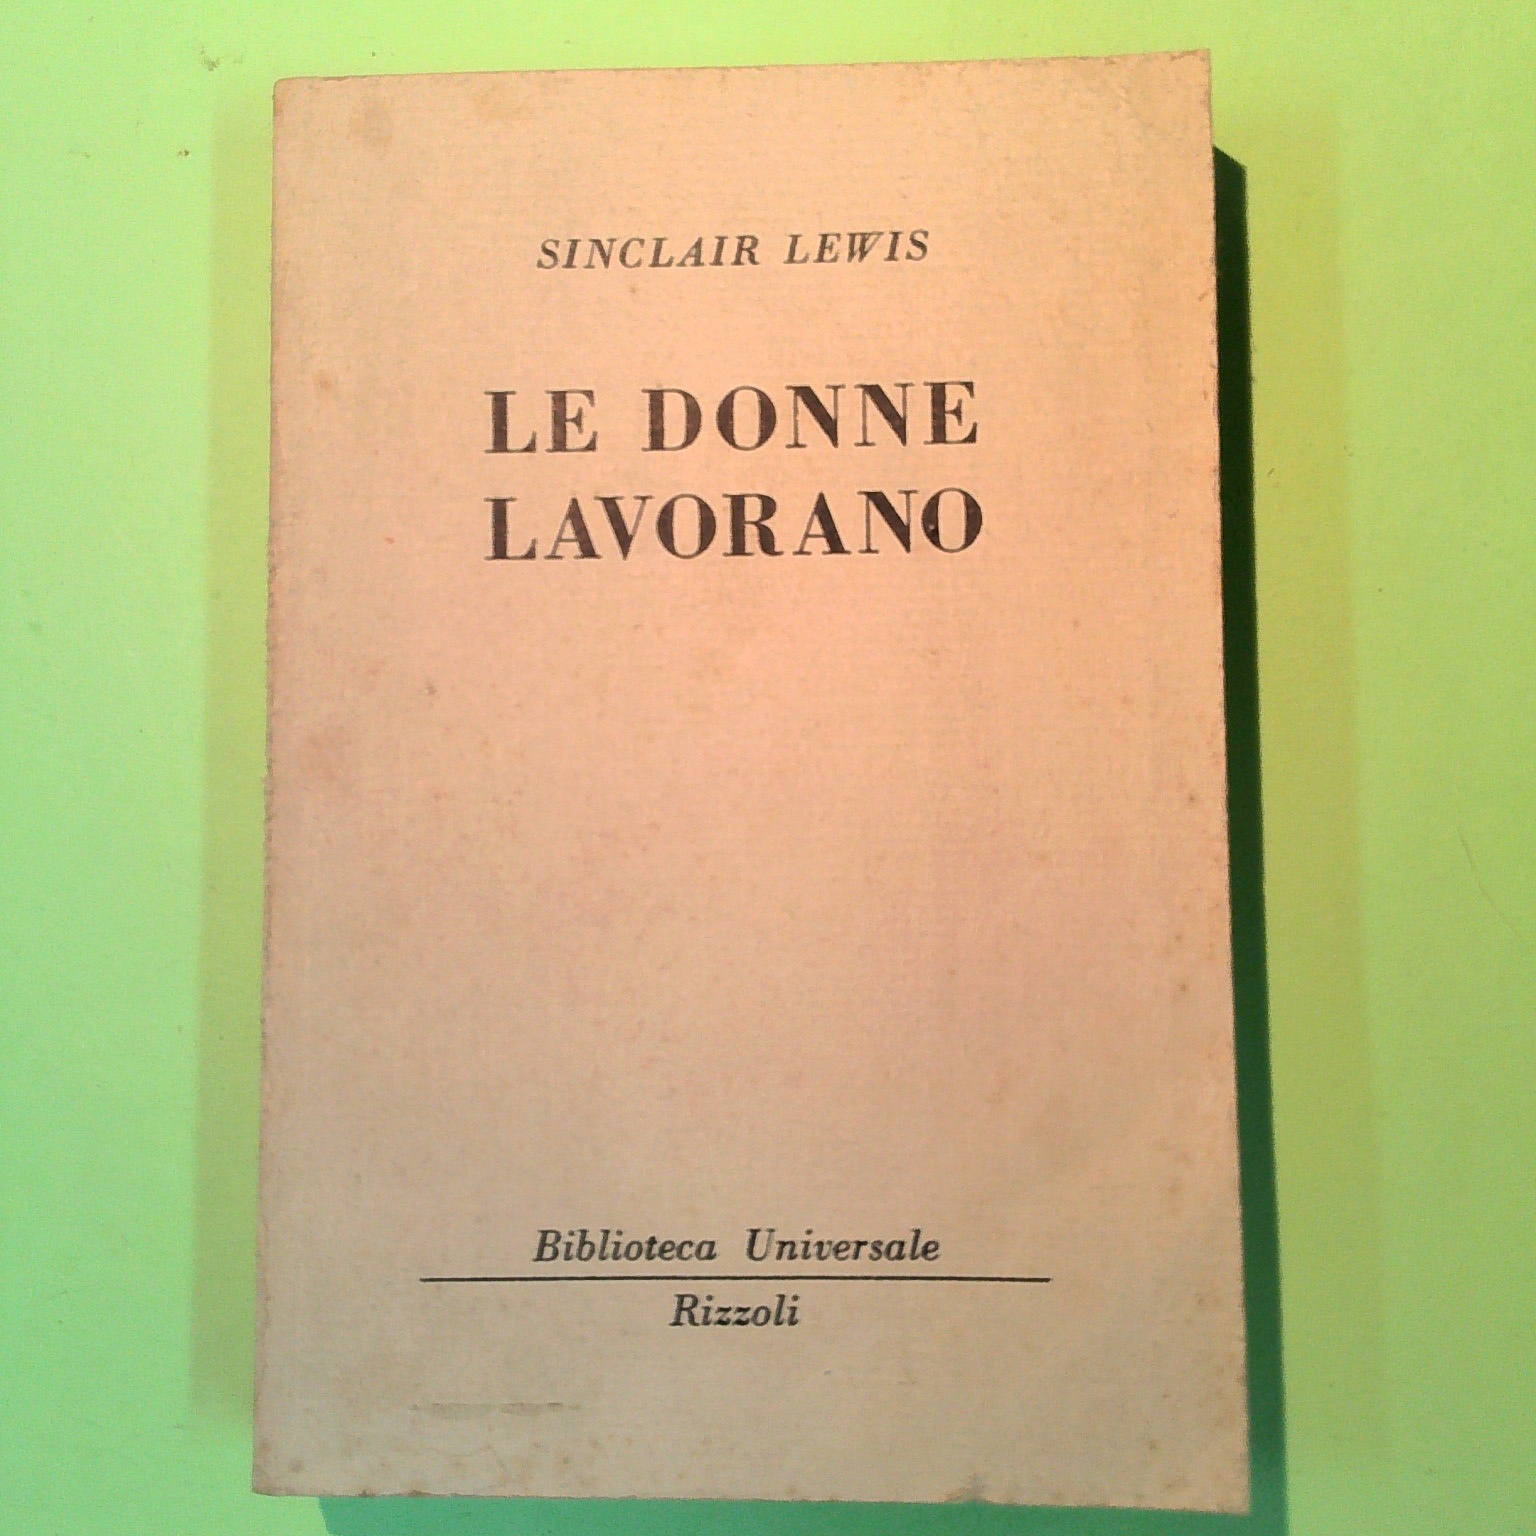 SINCLAIR LEWIS
LE DONNE
LAVORANO
Biblioteca Universale
Rizzoli